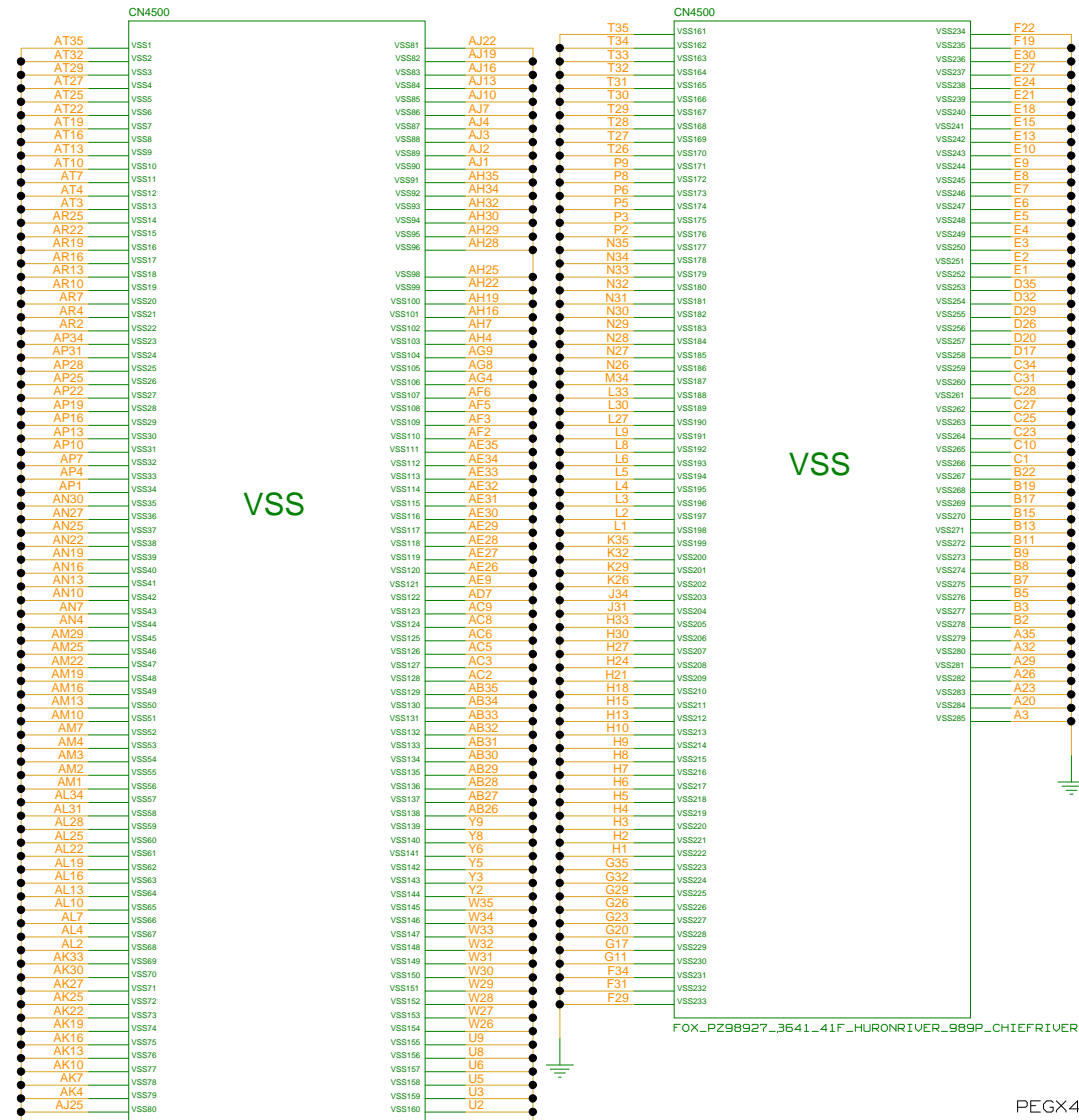 CN4500
AT35 VSS1 VSS81 AJ22
AT32 VSS2 VSS82 AJ19
AT29 VSS3 VSS83 AJ16
AT27 VSS4 VSS84 AJ13
AT25 VSS5 VSS85 AJ10
AT22 VSS6 VSS86 AJ7
AT19 VSS7 VSS87 AJ4
AT16 VSS8 VSS88 AJ3
AT13 VSS9 VSS89 AJ2
AT10 VSS10 VSS90 AJ1
AT7 VSS11 VSS91 AH35
AT4 VSS12 VSS92 AH34
AT3 VSS13 VSS93 AH32
AR25 VSS14 VSS94 AH30
AR22 VSS15 VSS95 AH29
AR19 VSS16 VSS96 AH28
AR16 VSS17
AR13 VSS18 VSS98 AH25
AR10 VSS19 VSS99 AH22
AR7 VSS20 VSS100 AH19
AR4 VSS21 VSS101 AH16
AR2 VSS22 VSS102 AH7
AP34 VSS23 VSS103 AH4
AP31 VSS24 VSS104 AG9
AP28 VSS25 VSS105 AG8
AP25 VSS26 VSS106 AG4
AP22 VSS27 VSS107 AF6
AP19 VSS28 VSS108 AF5
AP16 VSS29 VSS109 AF3
AP13 VSS30 VSS110 AF2
AP10 VSS31 VSS111 AE35
AP7 VSS32 VSS112 AE34
AP4 VSS33 VSS113 AE33
AP1 VSS34 VSS114 AE32
VSS
AN30 VSS35 VSS115 AE31
AN27 VSS36 VSS116 AE30
AN25 VSS37 VSS117 AE29
AN22 VSS38 VSS118 AE28
AN19 VSS39 VSS119 AE27
AN16 VSS40 VSS120 AE26
AN13 VSS41 VSS121 AE9
AN10 VSS42 VSS122 AD7
AN7 VSS43 VSS123 AC9
AN4 VSS44 VSS124 AC8
AM29 VSS45 VSS125 AC6
AM25 VSS46 VSS126 AC5
AM22 VSS47 VSS127 AC3
AM19 VSS48 VSS128 AC2
AM16 VSS49 VSS129 AB35
AM13 VSS50 VSS130 AB34
AM10 VSS51 VSS131 AB33
AM7 VSS52 VSS132 AB32
AM4 VSS53 VSS133 AB31
AM3 VSS54 VSS134 AB30
AM2 VSS55 VSS135 AB29
AM1 VSS56 VSS136 AB28
AL34 VSS57 VSS137 AB27
AL31 VSS58 VSS138 AB26
AL28 VSS59 VSS139 Y9
AL25 VSS60 VSS140 Y8
AL22 VSS61 VSS141 Y6
AL19 VSS62 VSS142 Y5
AL16 VSS63 VSS143 Y3
AL13 VSS64 VSS144 Y2
AL10 VSS65 VSS145 W35
AL7 VSS66 VSS146 W34
AL4 VSS67 VSS147 W33
AL2 VSS68 VSS148 W32
AK33 VSS69 VSS149 W31
AK30 VSS70 VSS150 W30
AK27 VSS71 VSS151 W29
AK25 VSS72 VSS152 W28
AK22 VSS73 VSS153 W27
AK19 VSS74 VSS154 W26
AK16 VSS75 VSS155 U9
AK13 VSS76 VSS156 U8
AK10 VSS77 VSS157 U6
AK7 VSS78 VSS158 U5
AK4 VSS79 VSS159 U3
AJ25 VSS80 VSS160 U2
CN4500
T35 VSS161 VSS234 F22
T34 VSS162 VSS235 F19
T33 VSS163 VSS236 E30
T32 VSS164 VSS237 E27
T31 VSS165 VSS238 E24
T30 VSS166 VSS239 E21
T29 VSS167 VSS240 E18
T28 VSS168 VSS241 E15
T27 VSS169 VSS242 E13
T26 VSS170 VSS243 E10
P9 VSS171 VSS244 E9
P8 VSS172 VSS245 E8
P6 VSS173 VSS246 E7
P5 VSS174 VSS247 E6
P3 VSS175 VSS248 E5
P2 VSS176 VSS249 E4
N35 VSS177 VSS250 E3
N34 VSS178 VSS251 E2
N33 VSS179 VSS252 E1
N32 VSS180 VSS253 D35
N31 VSS181 VSS254 D32
N30 VSS182 VSS255 D29
N29 VSS183 VSS256 D26
N28 VSS184 VSS257 D20
N27 VSS185 VSS258 D17
N26 VSS186 VSS259 C34
M34 VSS187 VSS260 C31
L33 VSS188 VSS261 C28
L30 VSS189 VSS262 C27
L27 VSS190 VSS263 C25
L9 VSS191 VSS264 C23
L8 VSS192 VSS265 C10
L6 VSS193 VSS266 C1
VSS
L5 VSS194 VSS267 B22
L4 VSS195 VSS268 B19
L3 VSS196 VSS269 B17
L2 VSS197 VSS270 B15
L1 VSS198 VSS271 B13
K35 VSS199 VSS272 B11
K32 VSS200 VSS273 B9
K29 VSS201 VSS274 B8
K26 VSS202 VSS275 B7
J34 VSS203 VSS276 B5
J31 VSS204 VSS277 B3
H33 VSS205 VSS278 B2
H30 VSS206 VSS279 A35
H27 VSS207 VSS280 A32
H24 VSS208 VSS281 A29
H21 VSS209 VSS282 A26
H18 VSS210 VSS283 A23
H15 VSS211 VSS284 A20
H13 VSS212 VSS285 A3
H10 VSS213
H9 VSS214
H8 VSS215
H7 VSS216
H6 VSS217
H5 VSS218
H4 VSS219
H3 VSS220
H2 VSS221
H1 VSS222
G35 VSS223
G32 VSS224
G29 VSS225
G26 VSS226
G23 VSS227
G20 VSS228
G17 VSS229
G11 VSS230
F34 VSS231
F31 VSS232
F29 VSS233
FOX_PZ98927_3641_41F_HURONRIVER_989P_CHIEFRIVER
PEGX4